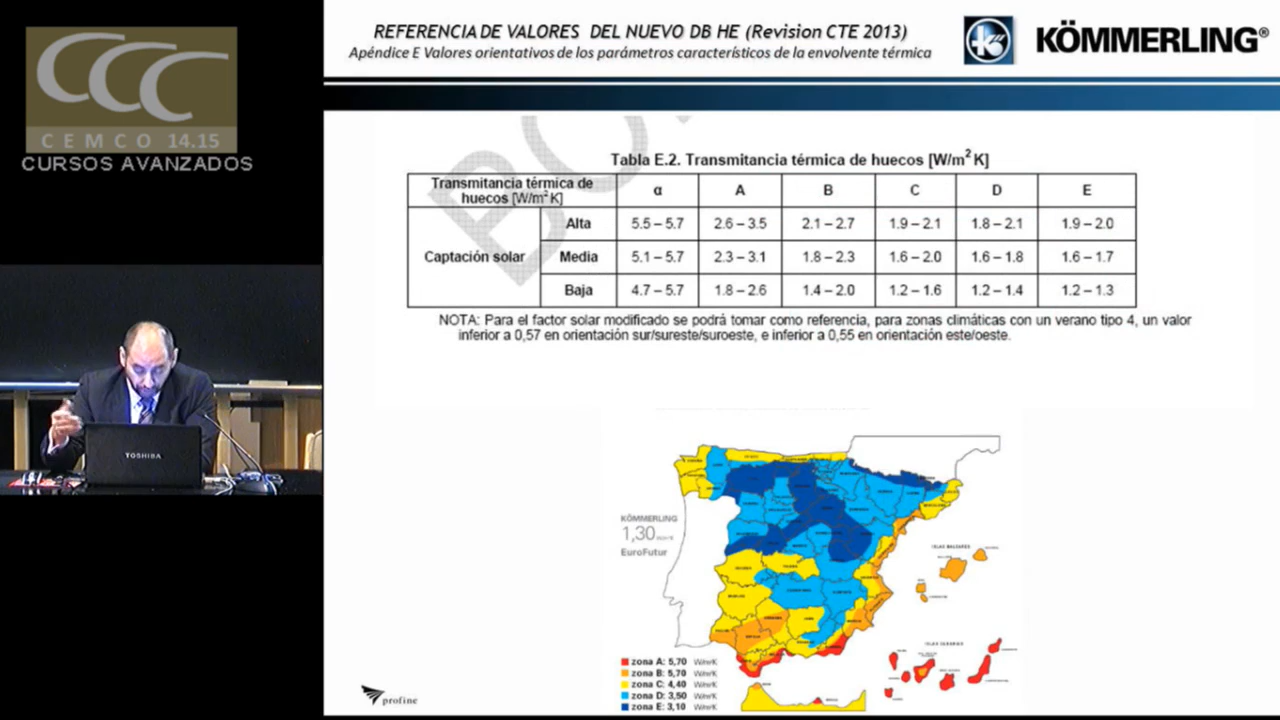 CCC
CEMCO 14.15
CURSOS AVANZADOS
TOSHIBA
REFERENCIA DE VALORES DEL NUEVO DB HE (Revision CTE 2013)
Apéndice E Valores orientativos de los parámetros característicos de la envolvente térmica
KÖMMERLING®
Tabla E.2. Transmitancia térmica de huecos [W/m² K]
Transmitancia térmica de huecos [W/m² K] α A B C D E
Captación solar
Alta 5.5 – 5.7 2.6 – 3.5 2.1 – 2.7 1.9 – 2.1 1.8 – 2.1 1.9 – 2.0
Media 5.1 – 5.7 2.3 – 3.1 1.8 – 2.3 1.6 – 2.0 1.6 – 1.8 1.6 – 1.7
Baja 4.7 – 5.7 1.8 – 2.6 1.4 – 2.0 1.2 – 1.6 1.2 – 1.4 1.2 – 1.3
NOTA: Para el factor solar modificado se podrá tomar como referencia, para zonas climáticas con un verano tipo 4, un valor
inferior a 0,57 en orientación sur/sureste/suroeste, e inferior a 0,55 en orientación este/oeste.
KÖMMERLING
1,30
EuroFutur
ISLAS BALEARES
ISLAS CANARIAS
zona A: 5,70 W/m²K
zona B: 5,70 W/m²K
zona C: 4,40 W/m²K
zona D: 3,50 W/m²K
zona E: 3,10 W/m²K
profine